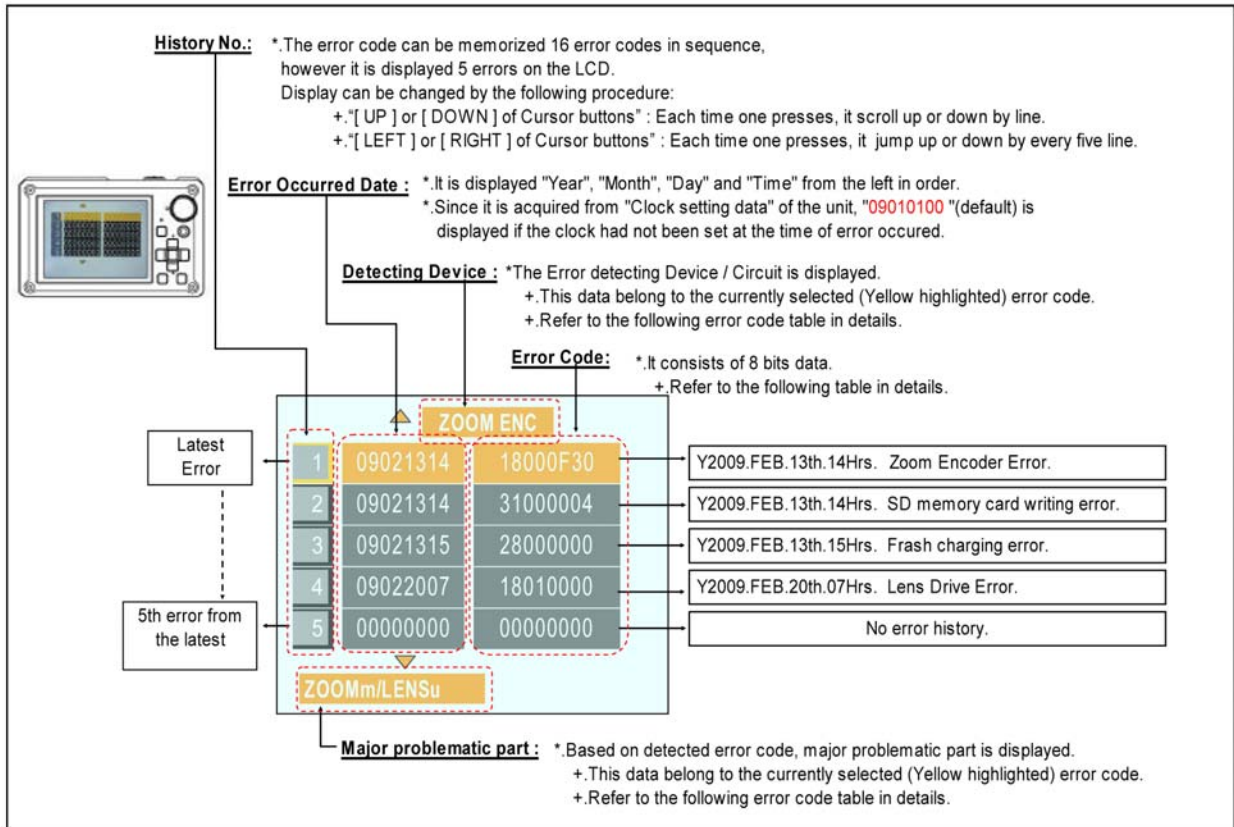 History No.: *.The error code can be memorized 16 error codes in sequence,
however it is displayed 5 errors on the LCD.
Display can be changed by the following procedure:
+."[ UP ] or [ DOWN ] of Cursor buttons" : Each time one presses, it scroll up or down by line.
+."[ LEFT ] or [ RIGHT ] of Cursor buttons" : Each time one presses, it jump up or down by every five line.
Error Occurred Date : *.It is displayed "Year", "Month", "Day" and "Time" from the left in order.
*.Since it is acquired from "Clock setting data" of the unit, "09010100 "(default) is
displayed if the clock had not been set at the time of error occured.
Detecting Device : *The Error detecting Device / Circuit is displayed.
+.This data belong to the currently selected (Yellow highlighted) error code.
+.Refer to the following error code table in details.
Error Code: *.It consists of 8 bits data.
+.Refer to the following table in details.
ZOOM ENC
Latest
Error
1 09021314 18000F30 Y2009.FEB.13th.14Hrs. Zoom Encoder Error.
2 09021314 31000004 Y2009.FEB.13th.14Hrs. SD memory card writing error.
3 09021315 28000000 Y2009.FEB.13th.15Hrs. Frash charging error.
4 09022007 18010000 Y2009.FEB.20th.07Hrs. Lens Drive Error.
5th error from
the latest
5 00000000 00000000 No error history.
ZOOMm/LENSu
Major problematic part : *.Based on detected error code, major problematic part is displayed.
+.This data belong to the currently selected (Yellow highlighted) error code.
+.Refer to the following error code table in details.